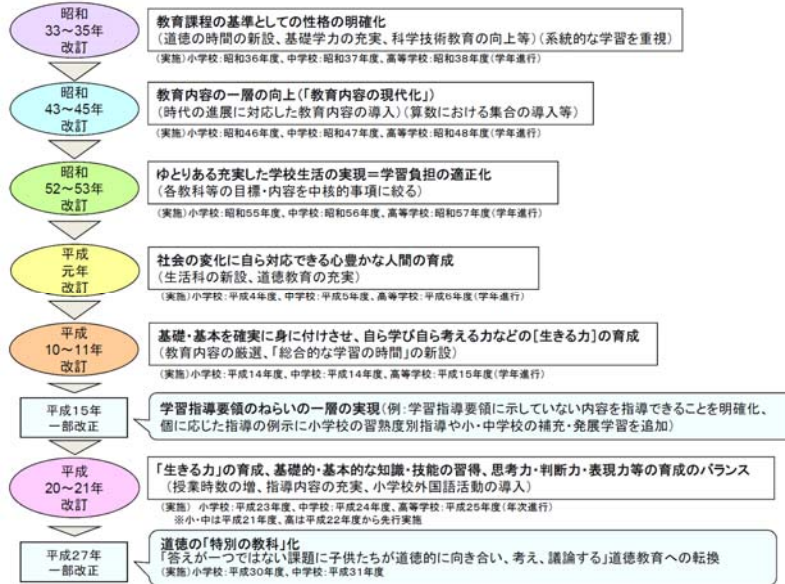 昭和
33～35年
改訂
教育課程の基準としての性格の明確化
(道徳の時間の新設、基礎学力の充実、科学技術教育の向上等)(系統的な学習を重視)
(実施)小学校:昭和36年度、中学校:昭和37年度、高等学校:昭和38年度(学年進行)
昭和
43～45年
改訂
教育内容の一層の向上(「教育内容の現代化」)
(時代の進展に対応した教育内容の導入)(算数における集合の導入等)
(実施)小学校:昭和46年度、中学校:昭和47年度、高等学校:昭和48年度(学年進行)
昭和
52～53年
改訂
ゆとりある充実した学校生活の実現＝学習負担の適正化
(各教科等の目標・内容を中核的事項に絞る)
(実施)小学校:昭和55年度、中学校:昭和56年度、高等学校:昭和57年度(学年進行)
平成
元年
改訂
社会の変化に自ら対応できる心豊かな人間の育成
(生活科の新設、道徳教育の充実)
(実施)小学校:平成4年度、中学校:平成5年度、高等学校:平成6年度(学年進行)
平成
10～11年
改訂
基礎・基本を確実に身に付けさせ、自ら学び自ら考える力などの[生きる力]の育成
(教育内容の厳選、「総合的な学習の時間」の新設)
(実施)小学校:平成14年度、中学校:平成14年度、高等学校:平成15年度(学年進行)
平成15年
一部改正
学習指導要領のねらいの一層の実現(例:学習指導要領に示していない内容を指導できることを明確化、
個に応じた指導の例示に小学校の習熟度別指導や小・中学校の補充・発展学習を追加)
平成
20～21年
改訂
「生きる力」の育成、基礎的・基本的な知識・技能の習得、思考力・判断力・表現力等の育成のバランス
(授業時数の増、指導内容の充実、小学校外国語活動の導入)
(実施) 小学校:平成23年度、中学校:平成24年度、高等学校:平成25年度(年次進行)
※小・中は平成21年度、高は平成22年度から先行実施
平成27年
一部改正
道徳の「特別の教科」化
「答えが一つではない課題に子供たちが道徳的に向き合い、考え、議論する」道徳教育への転換
(実施)小学校:平成30年度、中学校:平成31年度